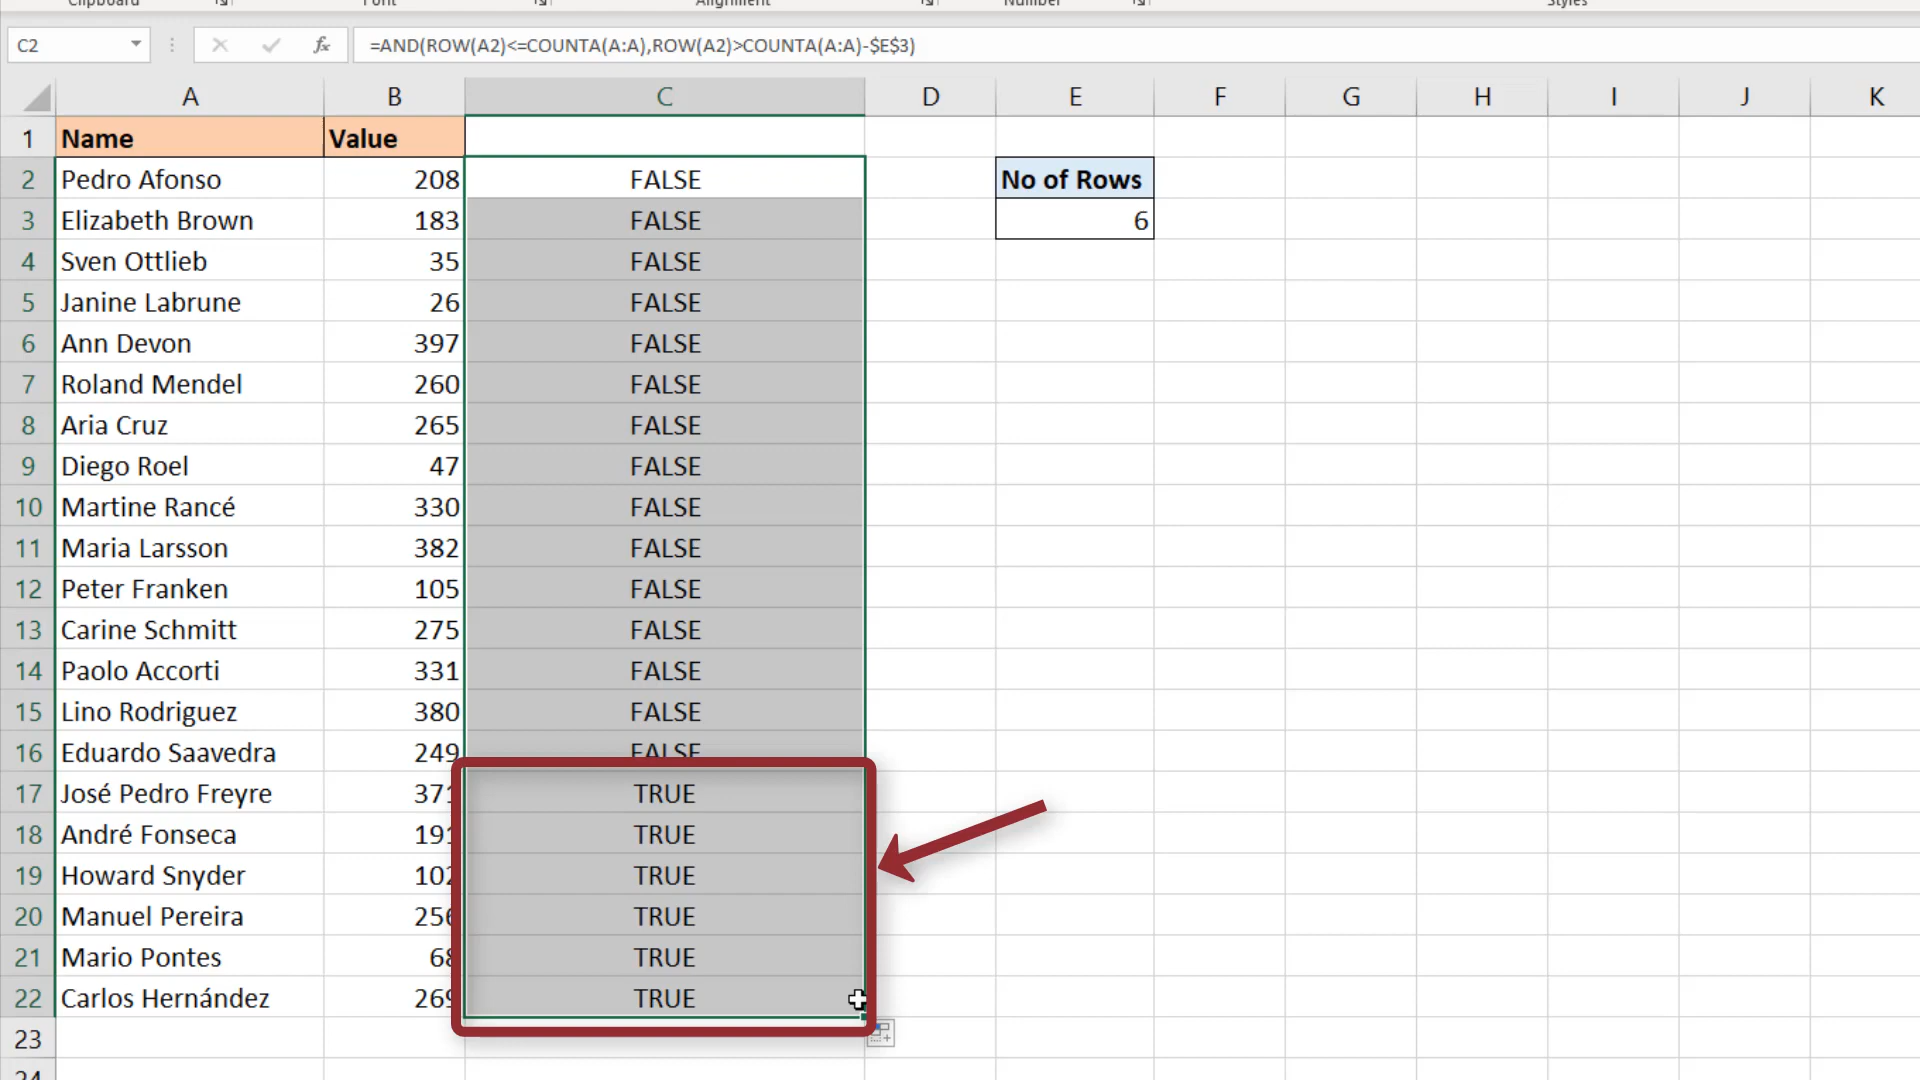 Clipboard Font Alignment Number Styles
C2 fx =AND(ROW(A2)<=COUNTA(A:A),ROW(A2)>COUNTA(A:A)-$E$3)
A B C D E F G H I J K
1 Name Value
2 Pedro Afonso 208 FALSE No of Rows
3 Elizabeth Brown 183 FALSE 6
4 Sven Ottlieb 35 FALSE
5 Janine Labrune 26 FALSE
6 Ann Devon 397 FALSE
7 Roland Mendel 260 FALSE
8 Aria Cruz 265 FALSE
9 Diego Roel 47 FALSE
10 Martine Rancé 330 FALSE
11 Maria Larsson 382 FALSE
12 Peter Franken 105 FALSE
13 Carine Schmitt 275 FALSE
14 Paolo Accorti 331 FALSE
15 Lino Rodriguez 380 FALSE
16 Eduardo Saavedra 249 FALSE
17 José Pedro Freyre 371 TRUE
18 André Fonseca 191 TRUE
19 Howard Snyder 102 TRUE
20 Manuel Pereira 256 TRUE
21 Mario Pontes 68 TRUE
22 Carlos Hernández 269 TRUE
23
24